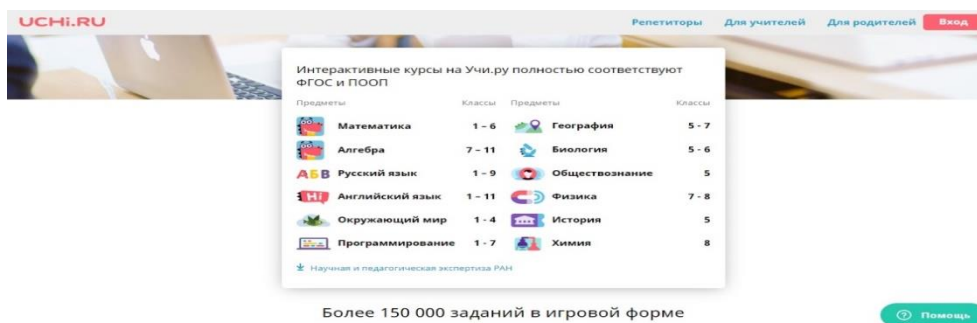 UCHi.RU Репетиторы Для учителей Для родителей Вход
Интерактивные курсы на Учи.ру полностью соответствуют
ФГОС и ПООП
Предметы Классы Предметы Классы
Математика 1 – 6 География 5 - 7
Алгебра 7 – 11 Биология 5 - 6
АБВ Русский язык 1 – 9 Обществознание 5
HI Английский язык 1 – 11 Физика 7 - 8
Окружающий мир 1 - 4 История 5
Программирование 1 - 7 Химия 8
Научная и педагогическая экспертиза РАН
Более 150 000 заданий в игровой форме
Помощь